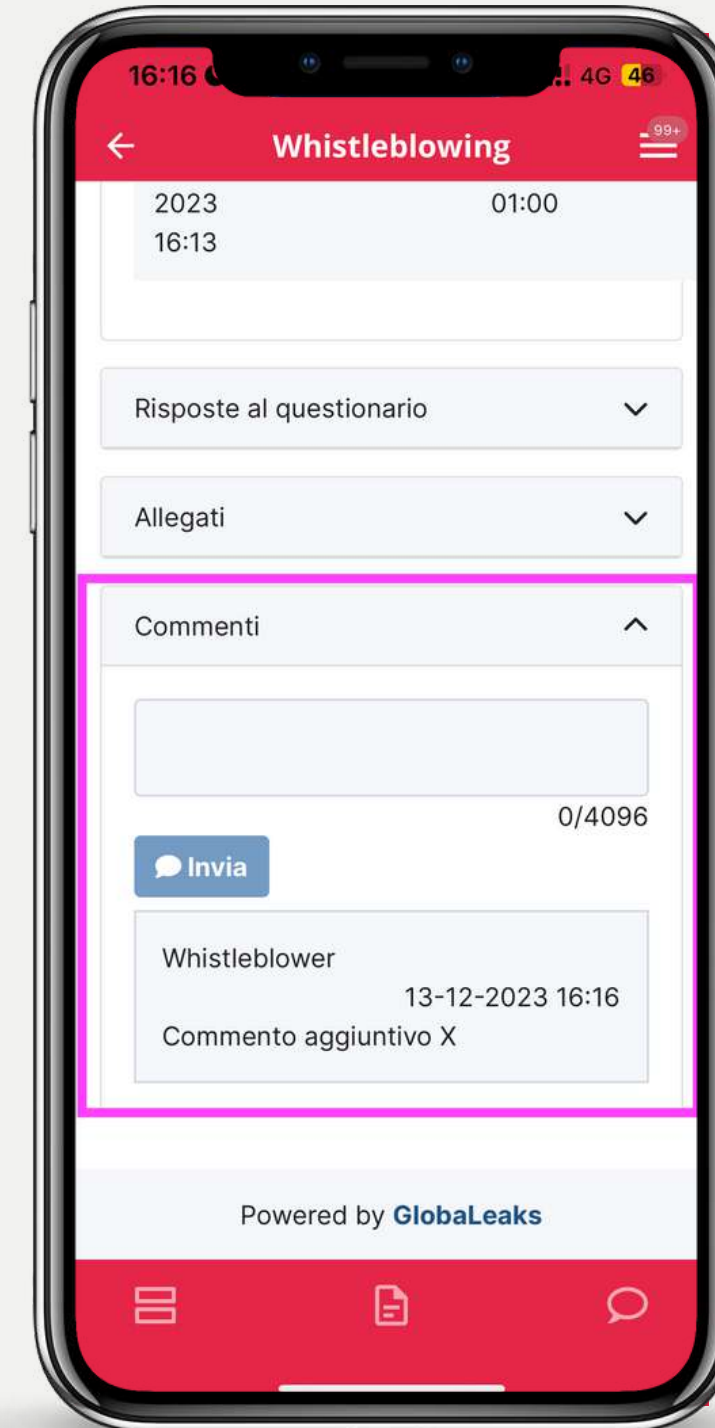 16:16
4G 46
Whistleblowing
99+
2023 01:00
16:13
Risposte al questionario
Allegati
Commenti
0/4096
Invia
Whistleblower
13-12-2023 16:16
Commento aggiuntivo X
Powered by GlobaLeaks